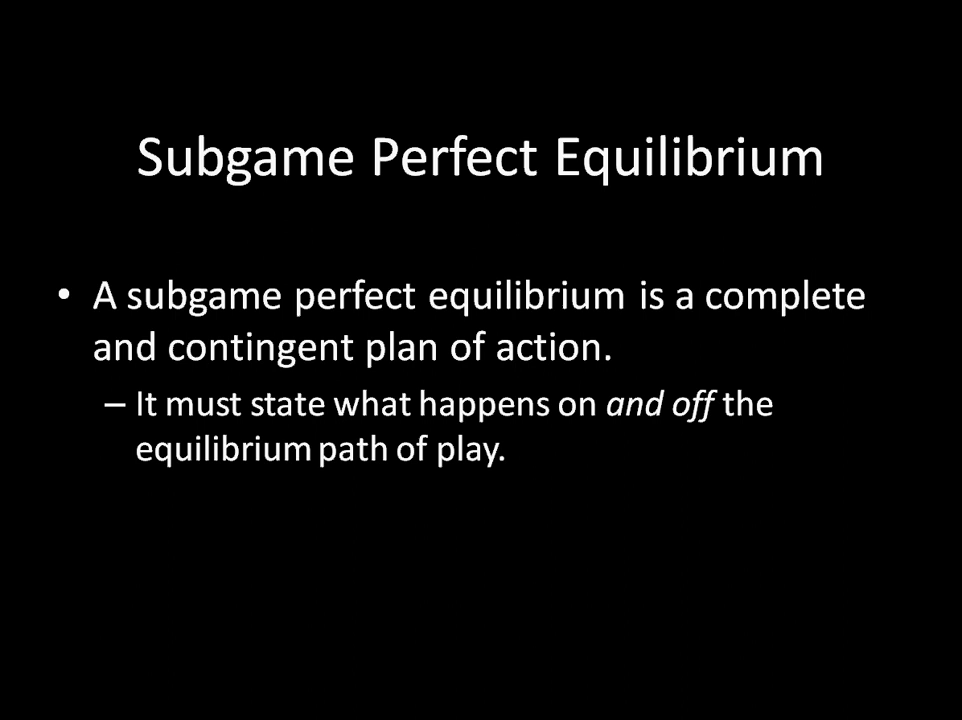 Subgame Perfect Equilibrium
• A subgame perfect equilibrium is a complete
and contingent plan of action.
– It must state what happens on and off the
equilibrium path of play.